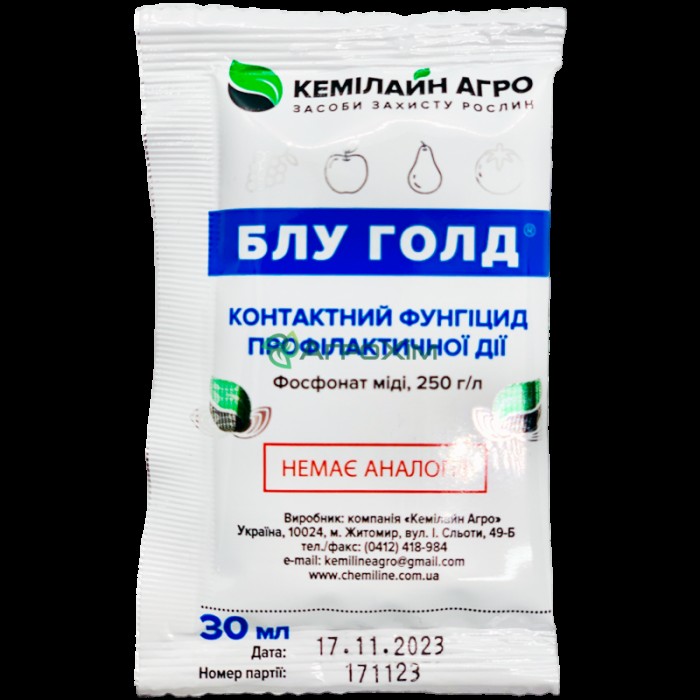 КЕМІЛАЙН АГРО
ЗАСОБИ ЗАХИСТУ РОСЛИН
БЛУ ГОЛД®
КОНТАКТНИЙ ФУНГІЦИД
ПРОФІЛАКТИЧНОЇ ДІЇ
АГРОХІМ
Фосфонат міді, 250 г/л
НЕМАЄ
Виробник: компанія «Кемілайн Агро»
Україна, 10024, м. Житомир, вул. І. Сльоти, 49-Б
тел./факс: (0412) 418-984
e-mail: kemilineagro@gmail.com
www.chemiline.com.ua
30 мл
Дата: 17.11.2023
Номер партії: 171123